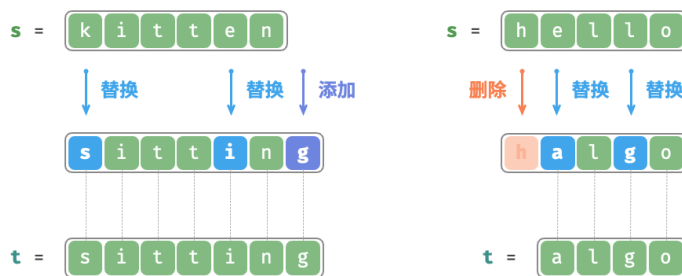 s = k i t t e n
替换 替换 添加
s i t t i n g
t = s i t t i n g
s = h e l l o
删除 替换 替换
h a l g o
t = a l g o